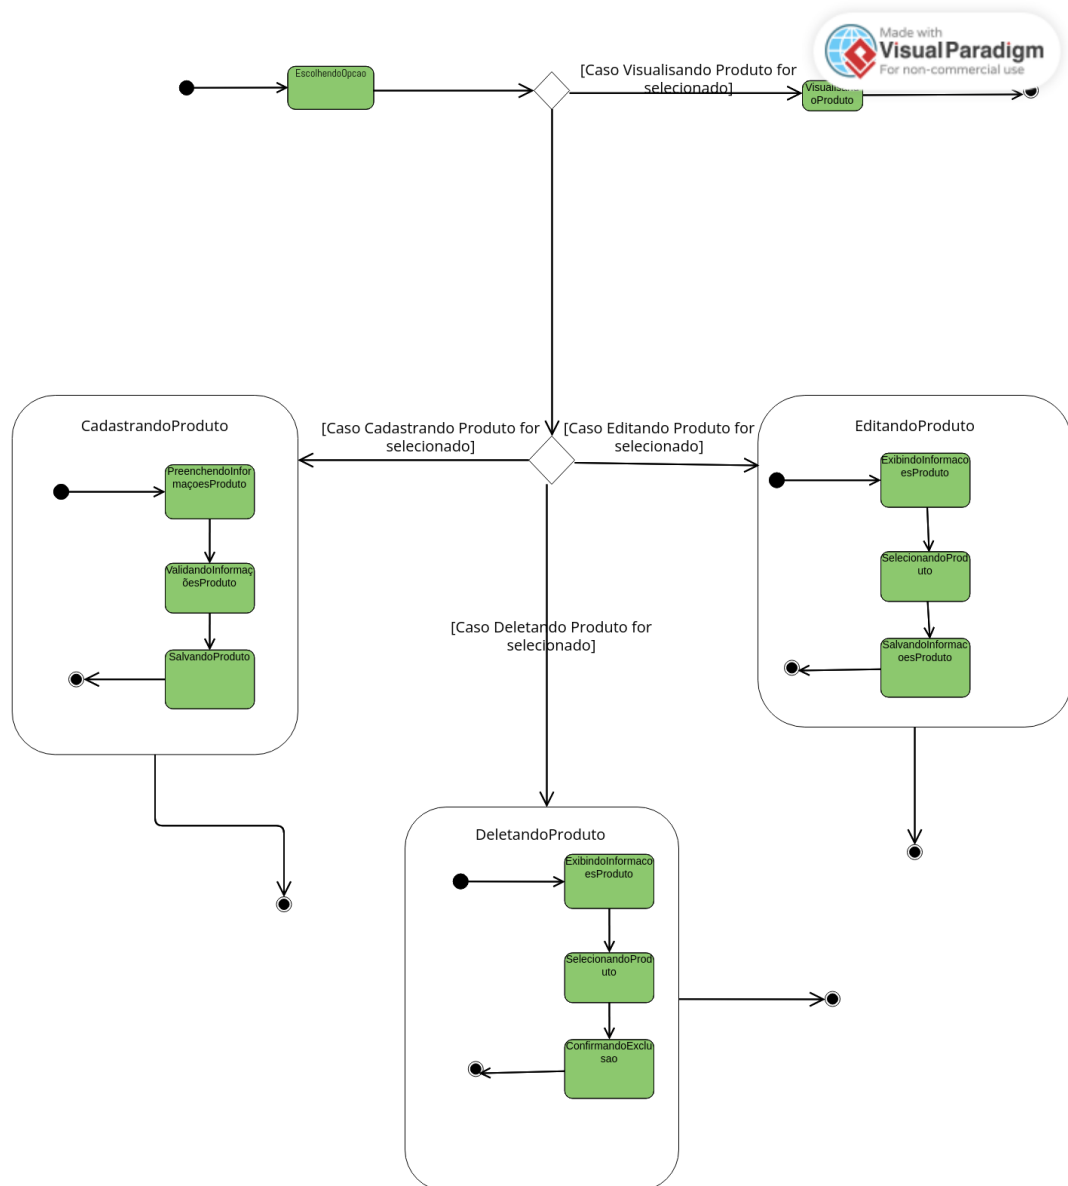 Made with
Visual Paradigm
For non-commercial use
EscolhendoOpcao
[Caso Visualisando Produto for
selecionado]
oProduto
CadastrandoProduto
[Caso Cadastrando Produto for
selecionado]
[Caso Editando Produto for
selecionado]
EditandoProduto
PreenchendoInfor
maçoesProduto
ValidandoInformaç
õesProduto
SalvandoProduto
ExibindoInformaco
esProduto
SelecionandoProd
uto
SalvandoInformac
oesProduto
[Caso Deletando Produto for
selecionado]
DeletandoProduto
ExibindoInformaco
esProduto
SelecionandoProd
uto
ConfirmandoExclu
sao